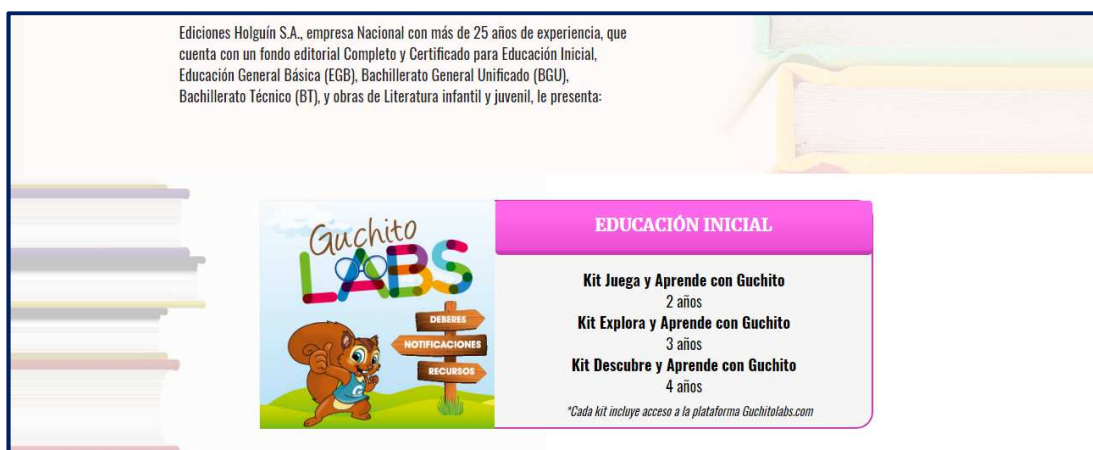 Ediciones Holguín S.A., empresa Nacional con más de 25 años de experiencia, que
cuenta con un fondo editorial Completo y Certificado para Educación Inicial,
Educación General Básica (EGB), Bachillerato General Unificado (BGU),
Bachillerato Técnico (BT), y obras de Literatura infantil y juvenil, le presenta:
Guchito
LABS
DEBERES
NOTIFICACIONES
RECURSOS
G
EDUCACIÓN INICIAL
Kit Juega y Aprende con Guchito
2 años
Kit Explora y Aprende con Guchito
3 años
Kit Descubre y Aprende con Guchito
4 años
*Cada kit incluye acceso a la plataforma Guchitolabs.com